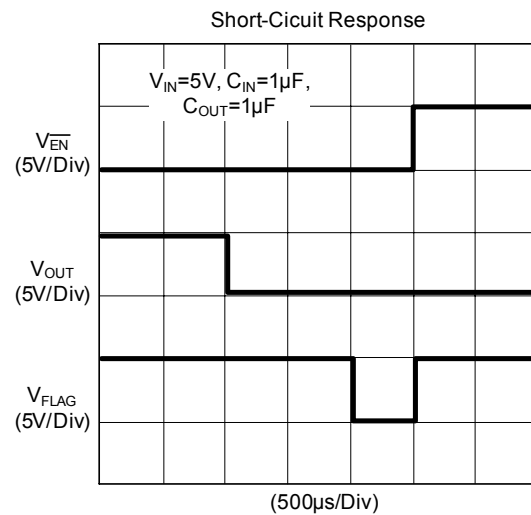 Short-Cicuit Response
V_IN=5V, C_IN=1µF,
C_OUT=1µF
V_E̅N̅
(5V/Div)
V_OUT
(5V/Div)
V_FLAG
(5V/Div)
(500µs/Div)